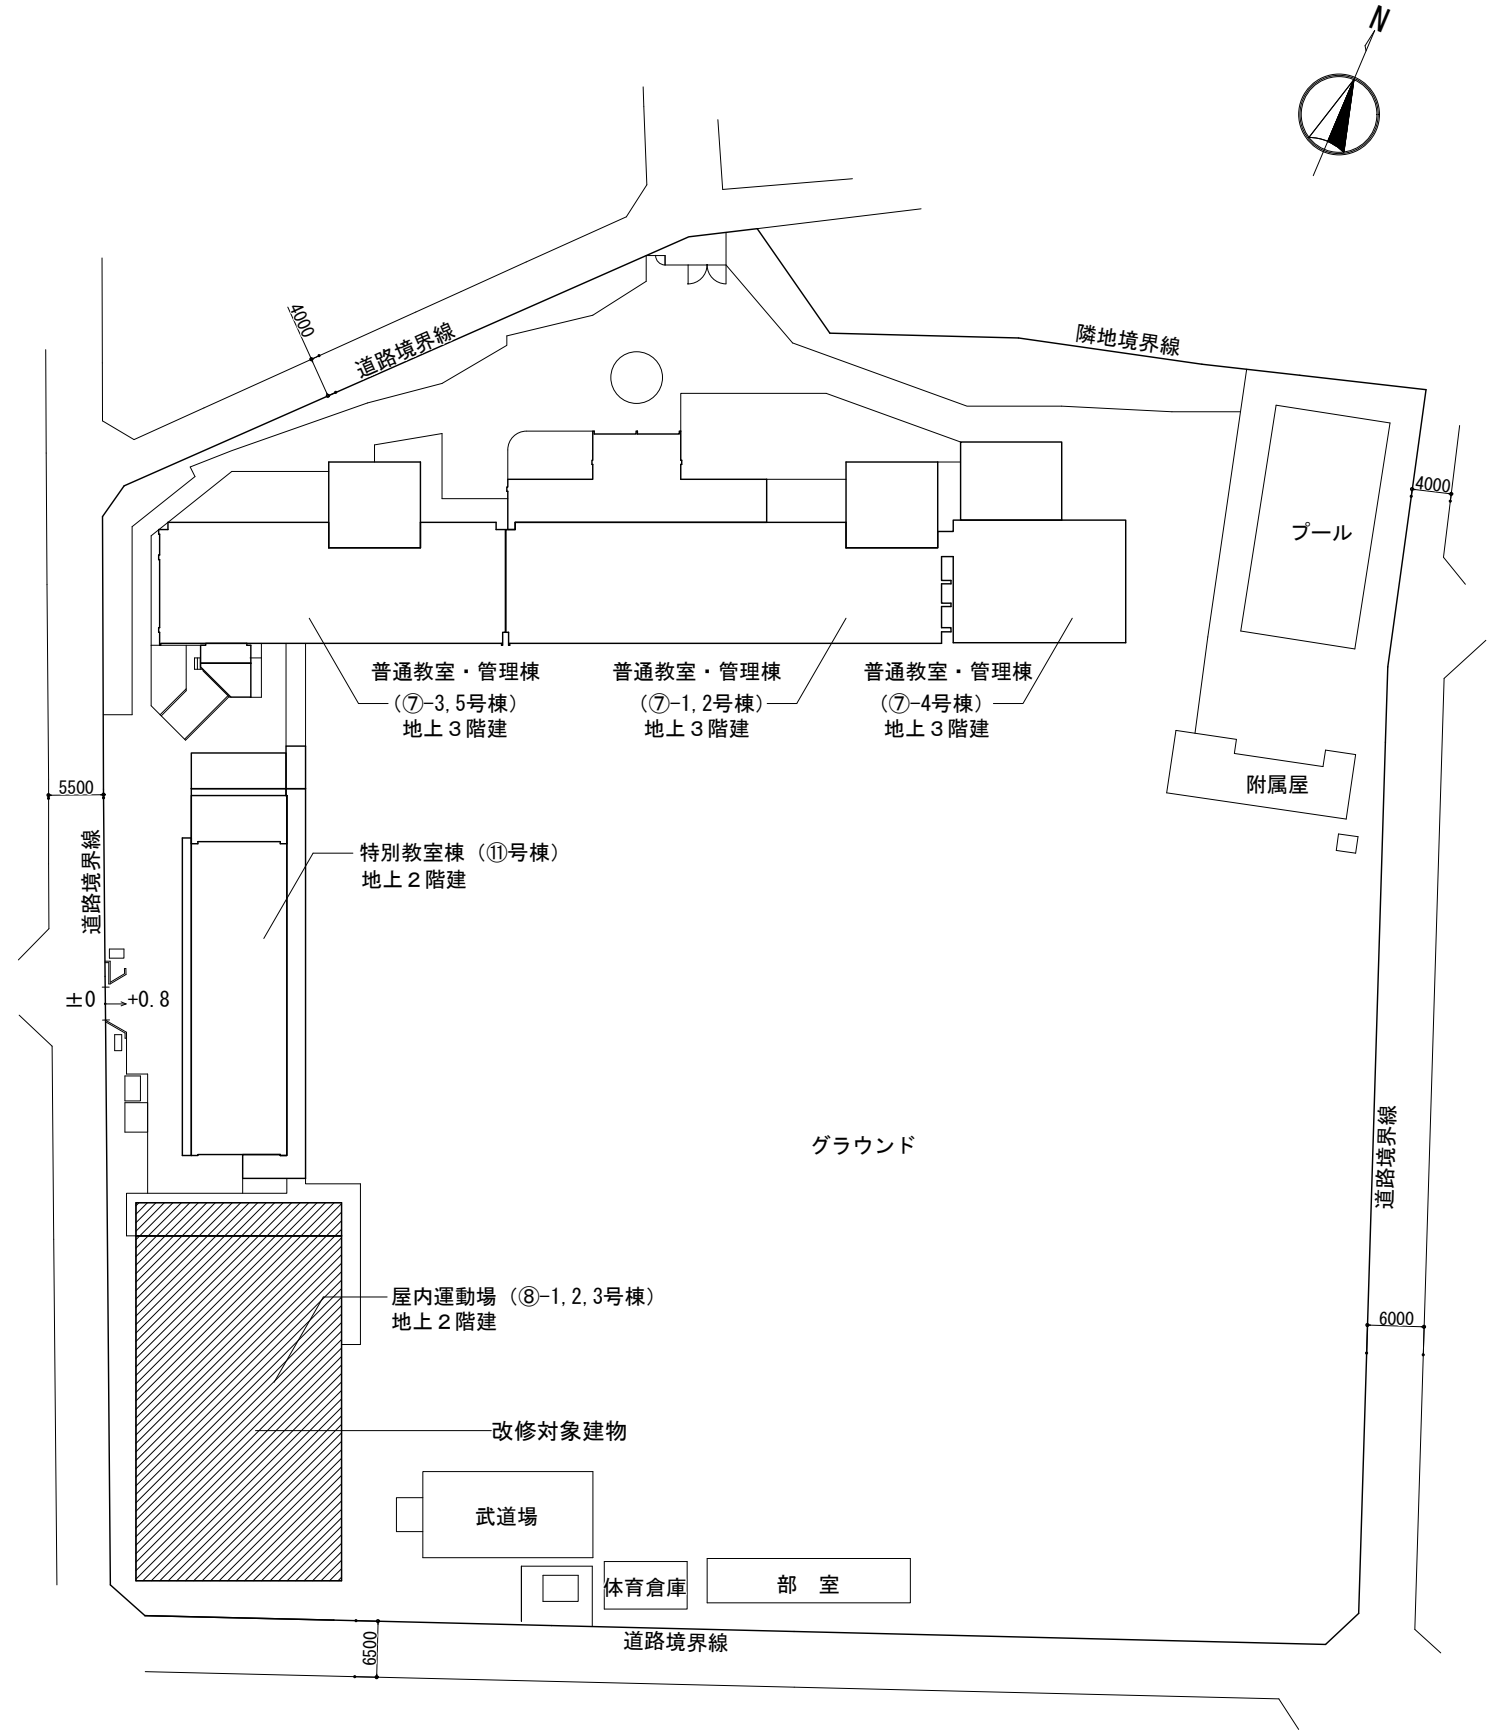 N
4000
道路境界線
隣地境界線
4000
プール
普通教室・管理棟
(⑦-3,5号棟)
地上3階建
普通教室・管理棟
(⑦-1,2号棟)
地上3階建
普通教室・管理棟
(⑦-4号棟)
地上3階建
附属屋
5500
道路境界線
特別教室棟(⑪号棟)
地上2階建
±0
+0.8
グラウンド
道路境界線
屋内運動場(⑧-1,2,3号棟)
地上2階建
6000
改修対象建物
武道場
体育倉庫
部 室
6500
道路境界線